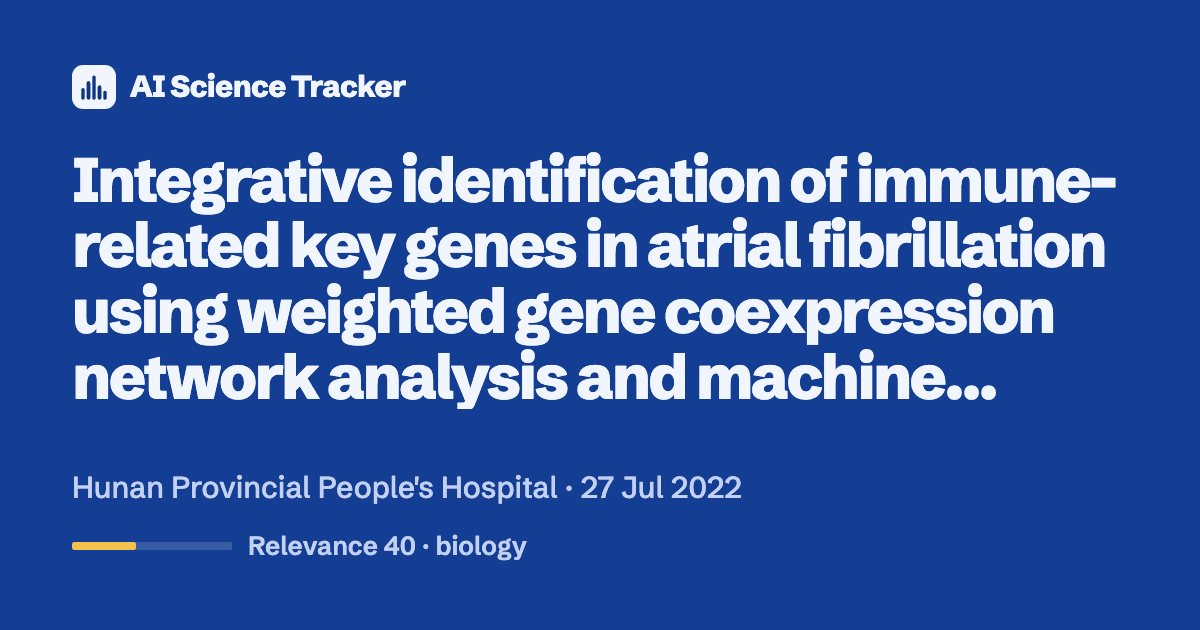 AI Science Tracker
Integrative identification of immune-
related key genes in atrial fibrillation
using weighted gene coexpression
network analysis and machine...
Hunan Provincial People's Hospital · 27 Jul 2022
Relevance 40 · biology